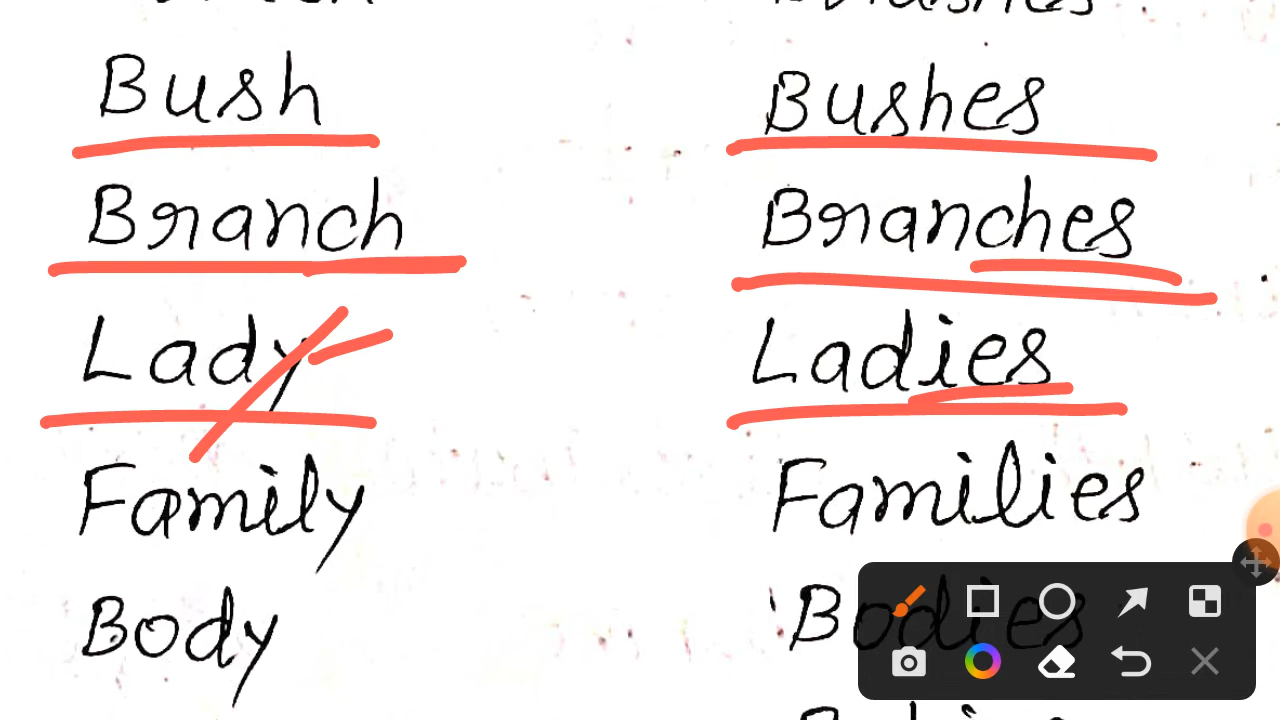 Bush Bushes
Branch Branches
Lady Ladies
Family Families
Body Bodies